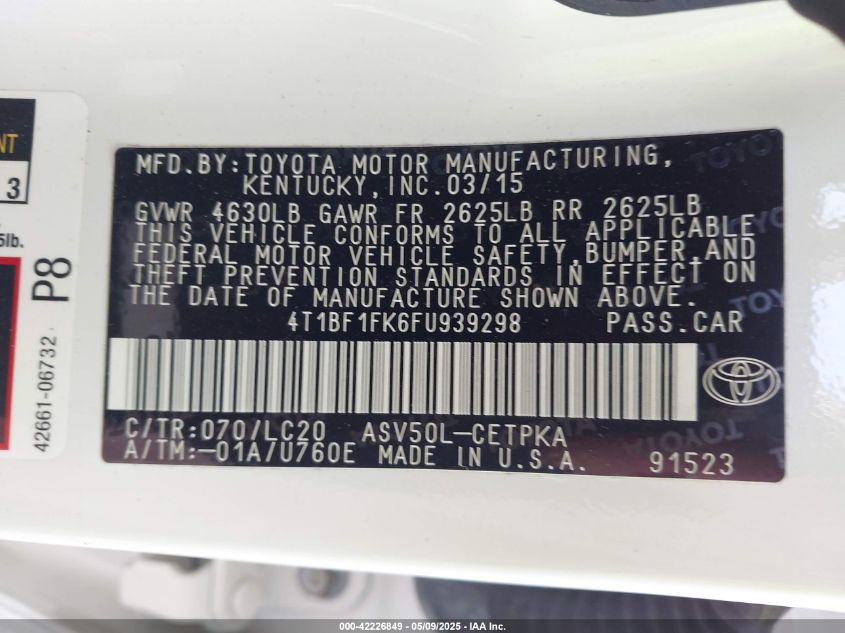 MFD.BY:TOYOTA MOTOR MANUFACTURING,
KENTUCKY,INC.03/15
GVWR 4630LB GAWR FR 2625LB RR 2625LB
THIS VEHICLE CONFORMS TO ALL APPLICABLE
FEDERAL MOTOR VEHICLE SAFETY,BUMPER,AND
THEFT PREVENTION STANDARDS IN EFFECT ON
THE DATE OF MANUFACTURE SHOWN ABOVE.
4T1BF1FK6FU939298 PASS.CAR
C/TR:070/LC20 ASV50L-CETPKA
A/TM:-01A/U760E MADE IN U.S.A. 91523
3
5lb.
P8
42661-06732
TOYOTA
000-42226849 - 05/09/2025 - IAA Inc.